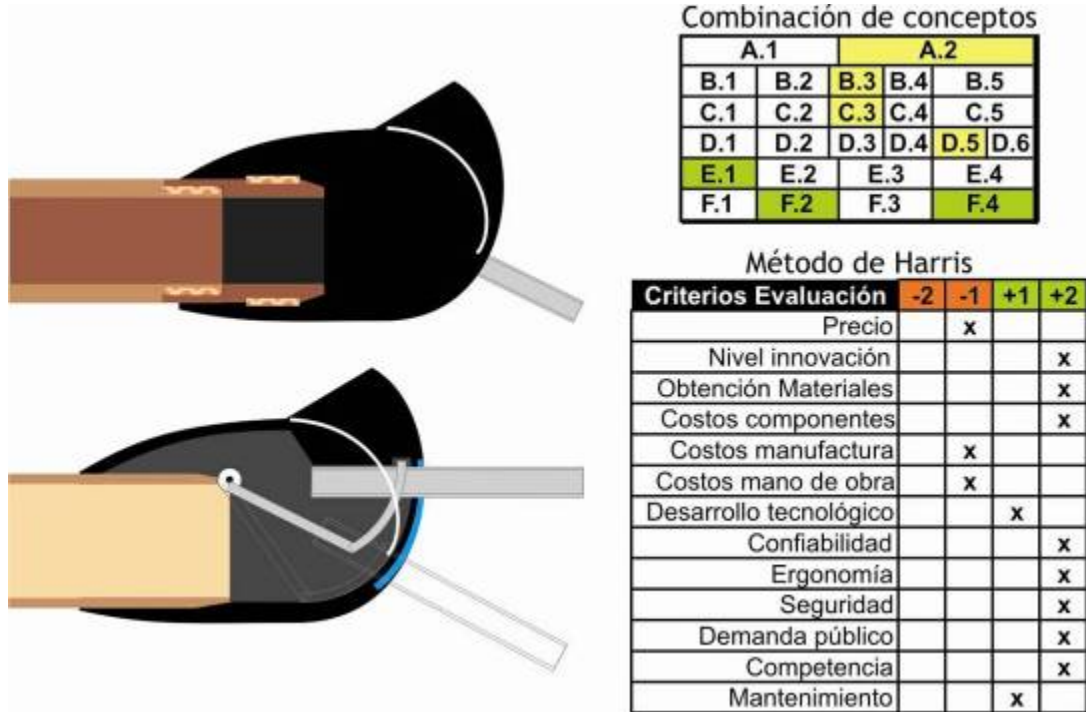 Combinación de conceptos
A.1 A.2
B.1 B.2 B.3 B.4 B.5
C.1 C.2 C.3 C.4 C.5
D.1 D.2 D.3 D.4 D.5 D.6
E.1 E.2 E.3 E.4
F.1 F.2 F.3 F.4
Método de Harris
Criterios Evaluación -2 -1 +1 +2
Precio x
Nivel innovación x
Obtención Materiales x
Costos componentes x
Costos manufactura x
Costos mano de obra x
Desarrollo tecnológico x
Confiabilidad x
Ergonomía x
Seguridad x
Demanda público x
Competencia x
Mantenimiento x